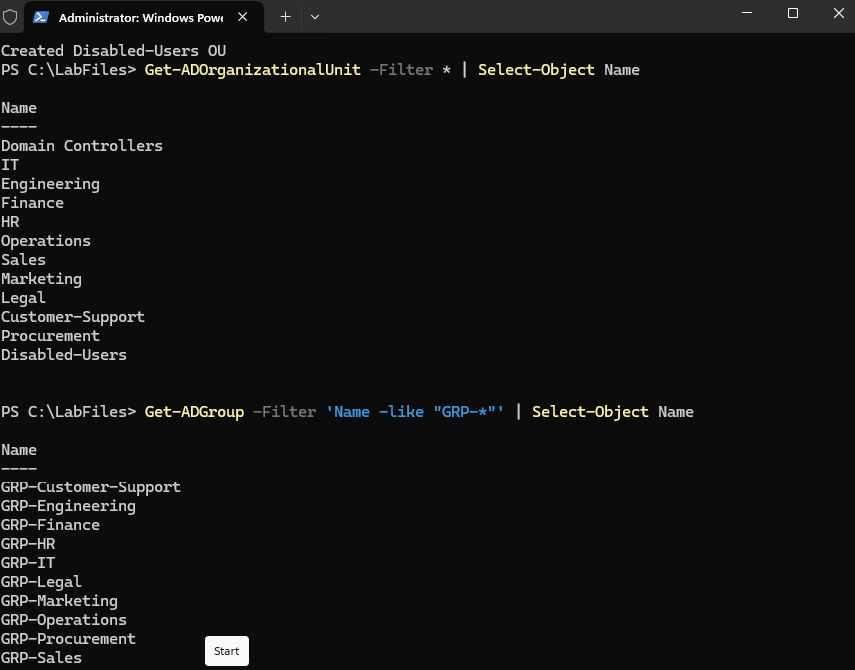 Administrator: Windows Powe
Created Disabled-Users OU
PS C:\LabFiles> Get-ADOrganizationalUnit -Filter * | Select-Object Name
Name
----
Domain Controllers
IT
Engineering
Finance
HR
Operations
Sales
Marketing
Legal
Customer-Support
Procurement
Disabled-Users
PS C:\LabFiles> Get-ADGroup -Filter 'Name -like "GRP-*"' | Select-Object Name
Name
----
GRP-Customer-Support
GRP-Engineering
GRP-Finance
GRP-HR
GRP-IT
GRP-Legal
GRP-Marketing
GRP-Operations
GRP-Procurement
GRP-Sales
Start